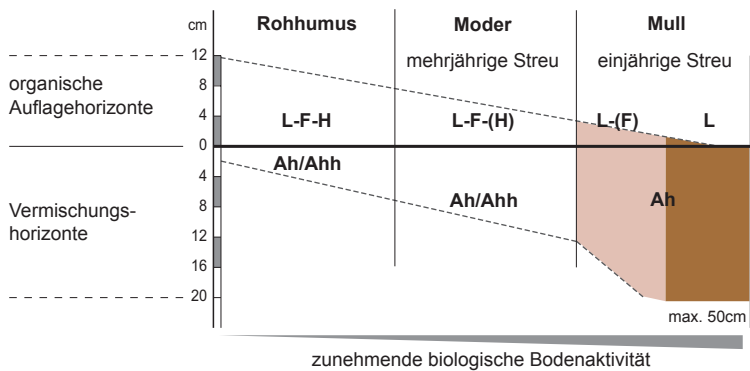 cm
Rohhumus
Moder
Mull
mehrjährige Streu
einjährige Streu
12
8
4
0
4
8
12
16
20
organische
Auflagehorizonte
L-F-H
L-F-(H)
L-(F)
L
Vermischungs-
horizonte
Ah/Ahh
Ah/Ahh
Ah
max. 50cm
zunehmende biologische Bodenaktivität